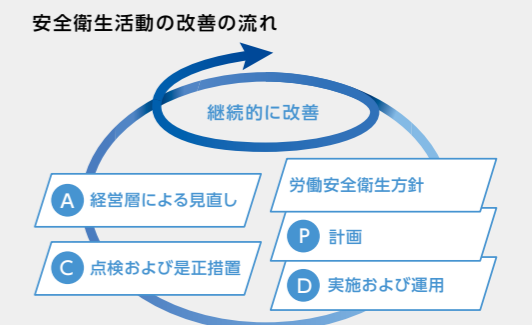 安全衛生活動の改善の流れ
継続的に改善
労働安全衛生方針
P 計画
D 実施および運用
C 点検および是正措置
A 経営層による見直し